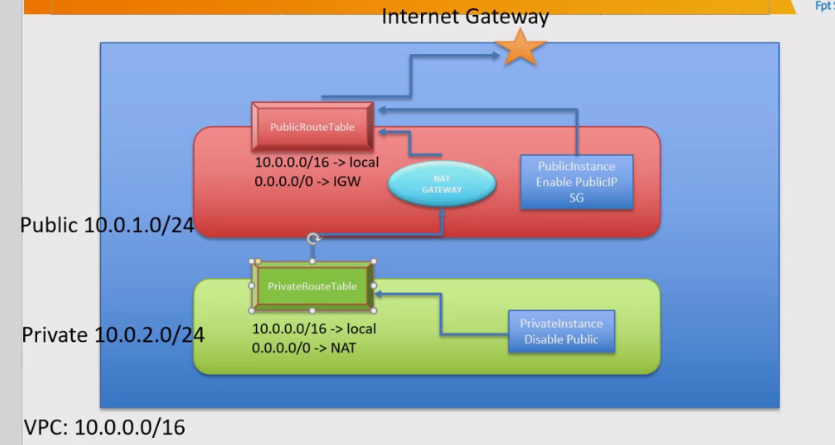 Fpt
Internet Gateway
PublicRouteTable
10.0.0.0/16 -> local
0.0.0.0/0 -> IGW
NAT
GATEWAY
PublicInstance
Enable PublicIP
SG
Public 10.0.1.0/24
PrivateRouteTable
10.0.0.0/16 -> local
0.0.0.0/0 -> NAT
PrivateInstance
Disable Public
Private 10.0.2.0/24
VPC: 10.0.0.0/16